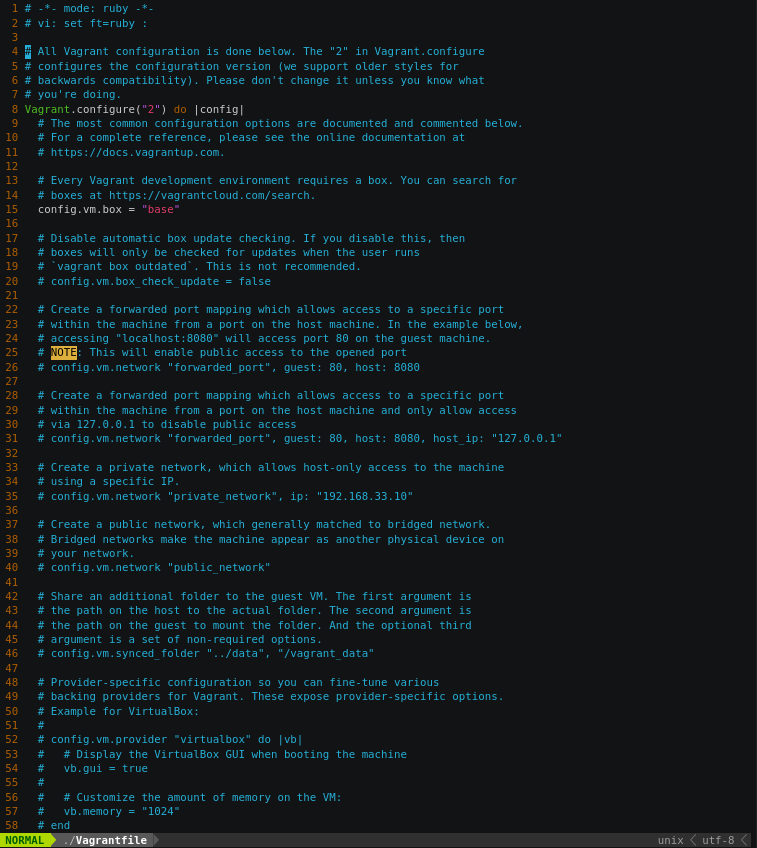 1 # -*- mode: ruby -*-
2 # vi: set ft=ruby :
3
4 # All Vagrant configuration is done below. The "2" in Vagrant.configure
5 # configures the configuration version (we support older styles for
6 # backwards compatibility). Please don't change it unless you know what
7 # you're doing.
8 Vagrant.configure("2") do |config|
9   # The most common configuration options are documented and commented below.
10   # For a complete reference, please see the online documentation at
11   # https://docs.vagrantup.com.
12
13   # Every Vagrant development environment requires a box. You can search for
14   # boxes at https://vagrantcloud.com/search.
15   config.vm.box = "base"
16
17   # Disable automatic box update checking. If you disable this, then
18   # boxes will only be checked for updates when the user runs
19   # `vagrant box outdated`. This is not recommended.
20   # config.vm.box_check_update = false
21
22   # Create a forwarded port mapping which allows access to a specific port
23   # within the machine from a port on the host machine. In the example below,
24   # accessing "localhost:8080" will access port 80 on the guest machine.
25   # NOTE: This will enable public access to the opened port
26   # config.vm.network "forwarded_port", guest: 80, host: 8080
27
28   # Create a forwarded port mapping which allows access to a specific port
29   # within the machine from a port on the host machine and only allow access
30   # via 127.0.0.1 to disable public access
31   # config.vm.network "forwarded_port", guest: 80, host: 8080, host_ip: "127.0.0.1"
32
33   # Create a private network, which allows host-only access to the machine
34   # using a specific IP.
35   # config.vm.network "private_network", ip: "192.168.33.10"
36
37   # Create a public network, which generally matched to bridged network.
38   # Bridged networks make the machine appear as another physical device on
39   # your network.
40   # config.vm.network "public_network"
41
42   # Share an additional folder to the guest VM. The first argument is
43   # the path on the host to the actual folder. The second argument is
44   # the path on the guest to mount the folder. And the optional third
45   # argument is a set of non-required options.
46   # config.vm.synced_folder "../data", "/vagrant_data"
47
48   # Provider-specific configuration so you can fine-tune various
49   # backing providers for Vagrant. These expose provider-specific options.
50   # Example for VirtualBox:
51   #
52   # config.vm.provider "virtualbox" do |vb|
53   #   # Display the VirtualBox GUI when booting the machine
54   #   vb.gui = true
55   #
56   #   # Customize the amount of memory on the VM:
57   #   vb.memory = "1024"
58   # end
NORMAL ./Vagrantfile unix utf-8